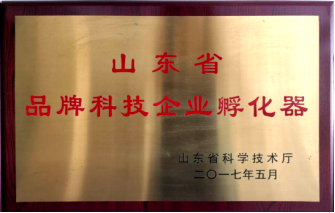 山东省
品牌科技企业孵化器
山东省科学技术厅
二〇一七年五月